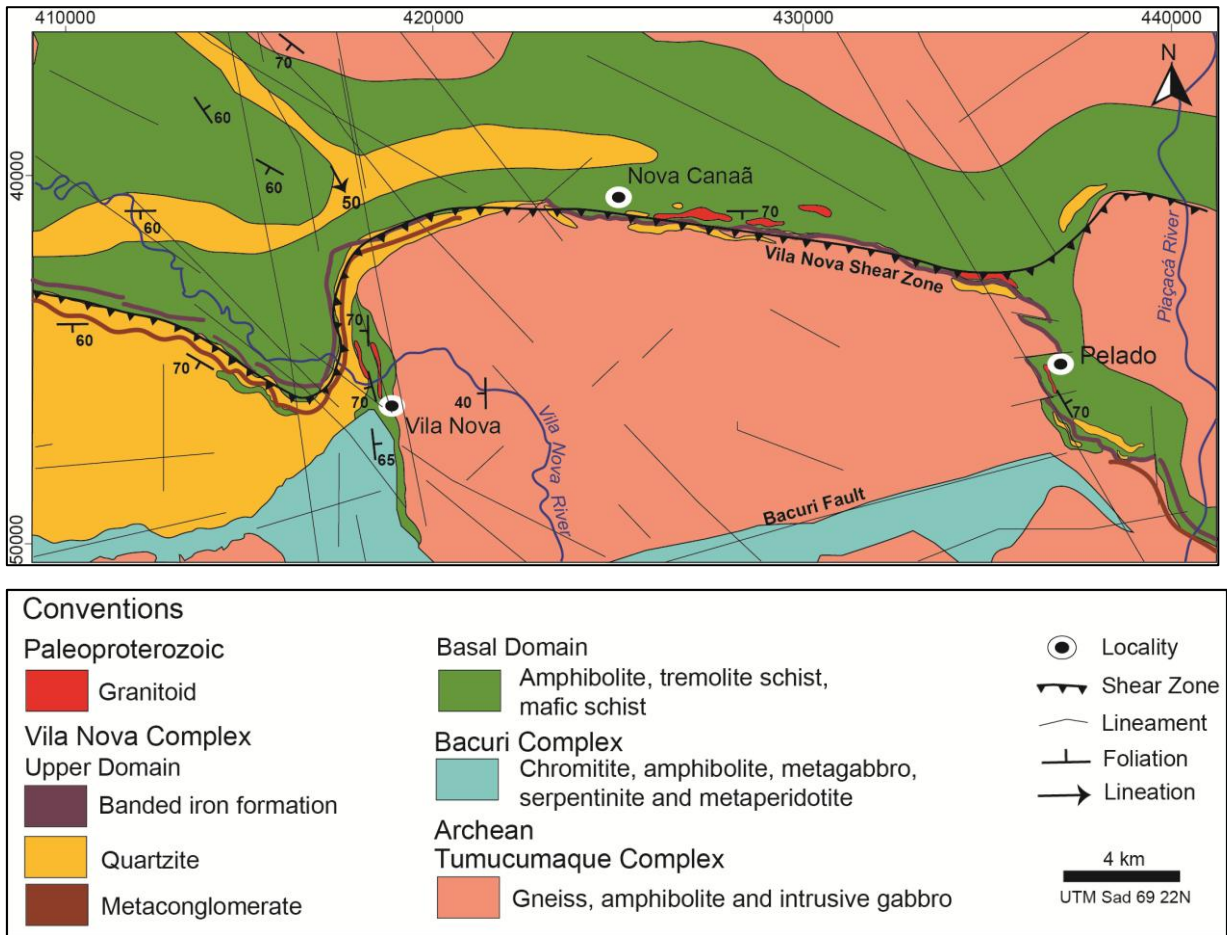 410000
420000
430000
440000
70
N
60
40000
Nova Canaã
60
50
60
70
Vila Nova Shear Zone
Piaçacá River
70
60
70
Pelado
70
40
70
Vila Nova
Vila Nova River
65
Bacuri Fault
50000
Conventions
Paleoproterozoic
Granitoid
Vila Nova Complex
Upper Domain
Banded iron formation
Quartzite
Metaconglomerate
Basal Domain
Amphibolite, tremolite schist,
mafic schist
Bacuri Complex
Chromitite, amphibolite, metagabbro,
serpentinite and metaperidotite
Archean
Tumucumaque Complex
Gneiss, amphibolite and intrusive gabbro
Locality
Shear Zone
Lineament
Foliation
Lineation
4 km
UTM Sad 69 22N